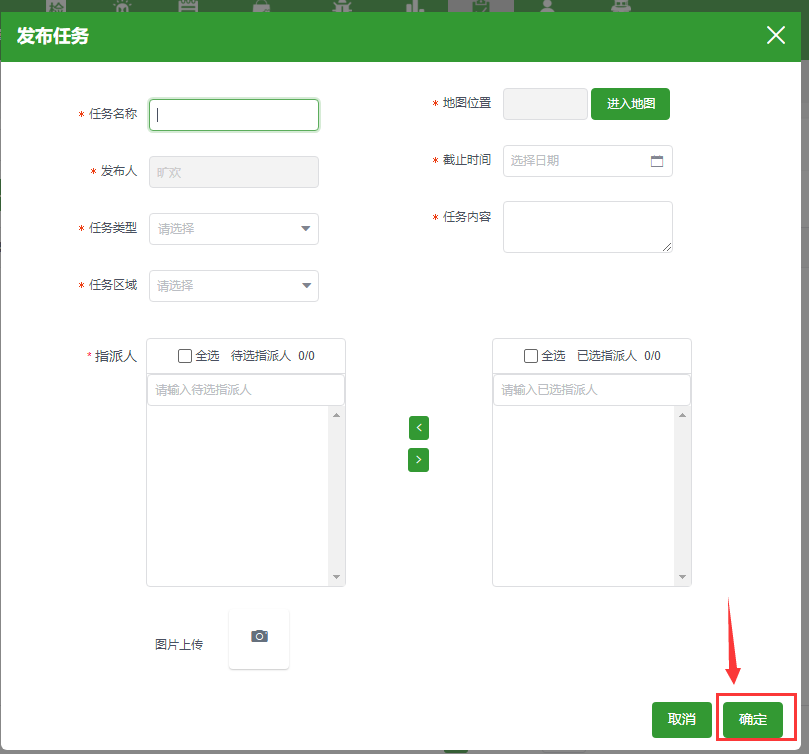 发布任务
* 任务名称
* 地图位置 进入地图
* 发布人 旷欢
* 截止时间 选择日期
* 任务类型 请选择
* 任务内容
* 任务区域 请选择
* 指派人 全选 待选指派人 0/0
全选 已选指派人 0/0
请输入待选指派人
请输入已选指派人
图片上传
取消 确定